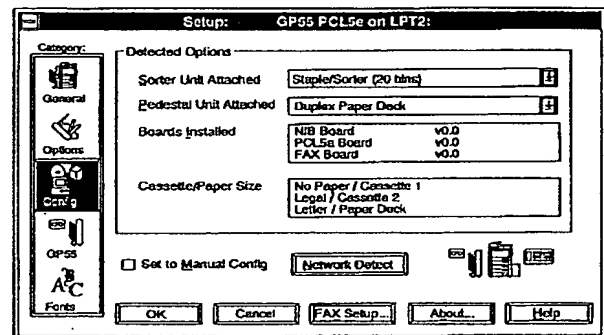 Setup: GP55 PCL5e on LPT2:
Category:
General
Options
Config
GP55
Fonts
Detected Options
Sorter Unit Attached
Staple/Sorter (20 bins)
Pedestal Unit Attached
Duplex Paper Deck
Boards Installed
NIB Board v0.0
PCL5e Board v0.0
FAX Board v0.0
Cassette/Paper Size
No Paper / Cassette 1
Legal / Cassette 2
Letter / Paper Deck
Set to Manual Config
Network Detect
OK
Cancel
FAX Setup...
About...
Help